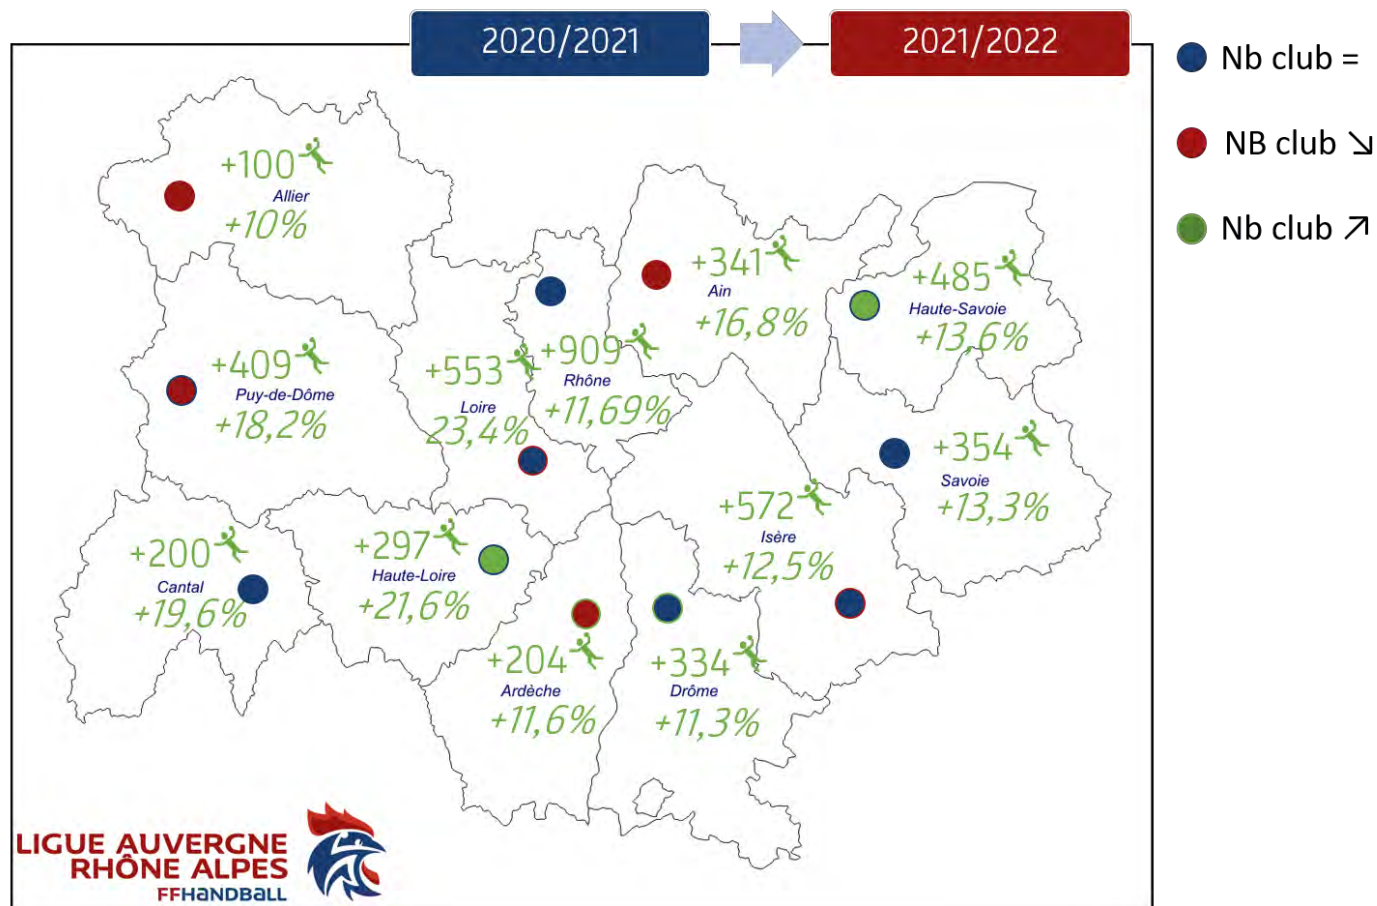 2020/2021
2021/2022
Nb club =
NB club ↘
Nb club ↗
+100
Allier
+10%
+341
Ain
+16,8%
+485
Haute-Savoie
+13,6%
+409
Puy-de-Dôme
+18,2%
+553
Loire
23,4%
+909
Rhône
+11,69%
+354
Savoie
+13,3%
+572
Isère
+12,5%
+200
Cantal
+19,6%
+297
Haute-Loire
+21,6%
+204
Ardèche
+11,6%
+334
Drôme
+11,3%
LIGUE AUVERGNE
RHÔNE ALPES
FFHANDBALL